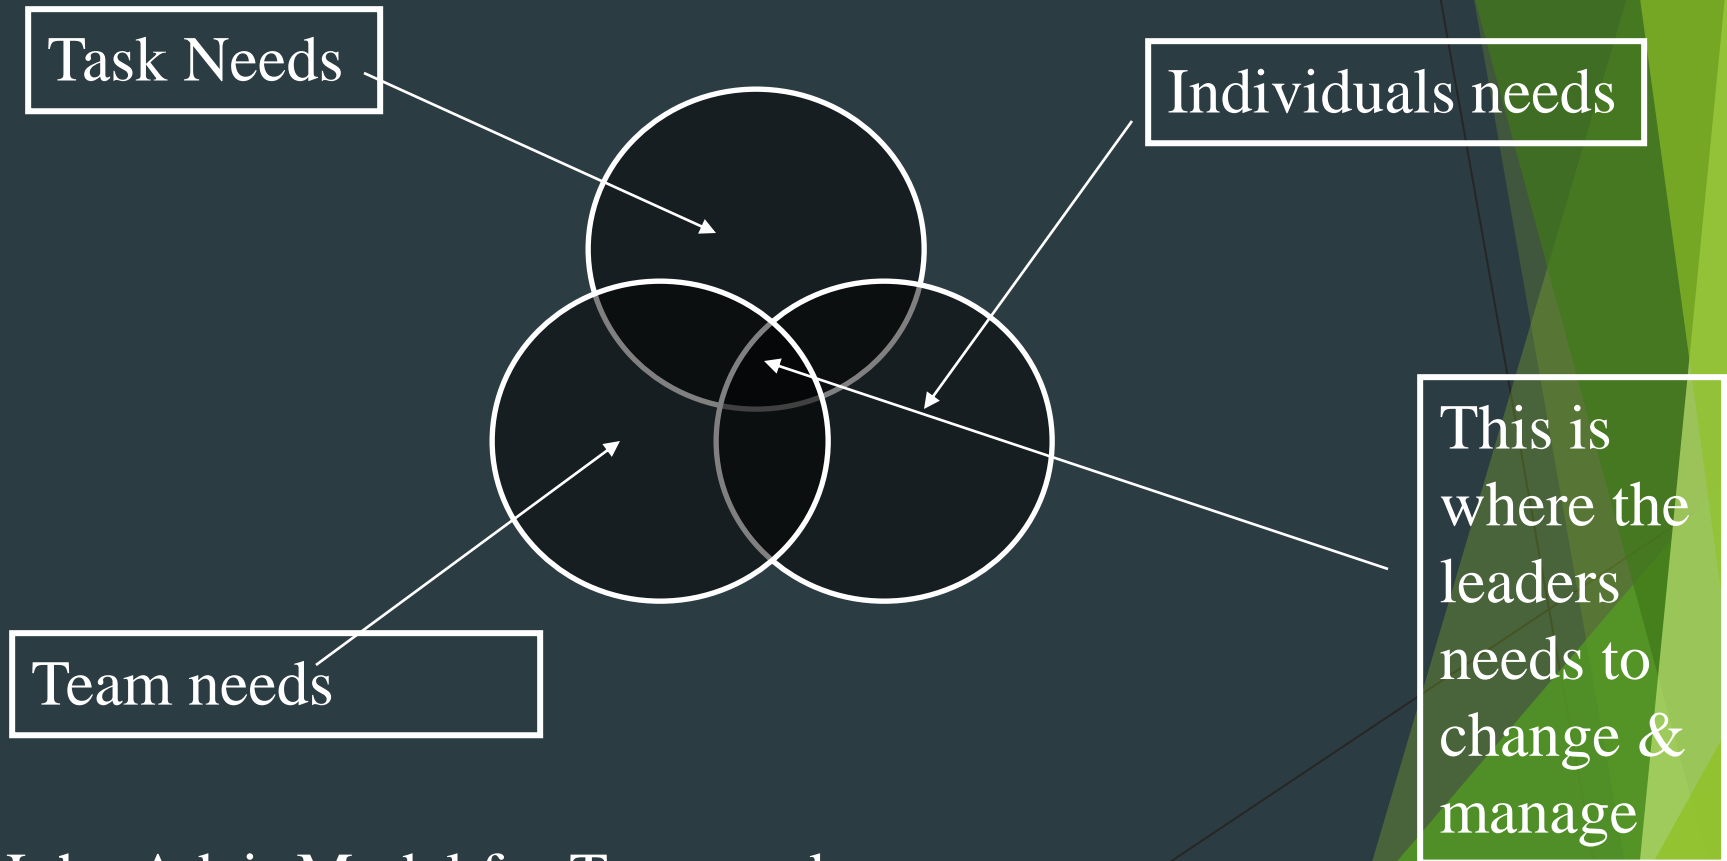 Task Needs
Individuals needs
This is
where the
leaders
needs to
change &
manage
Team needs